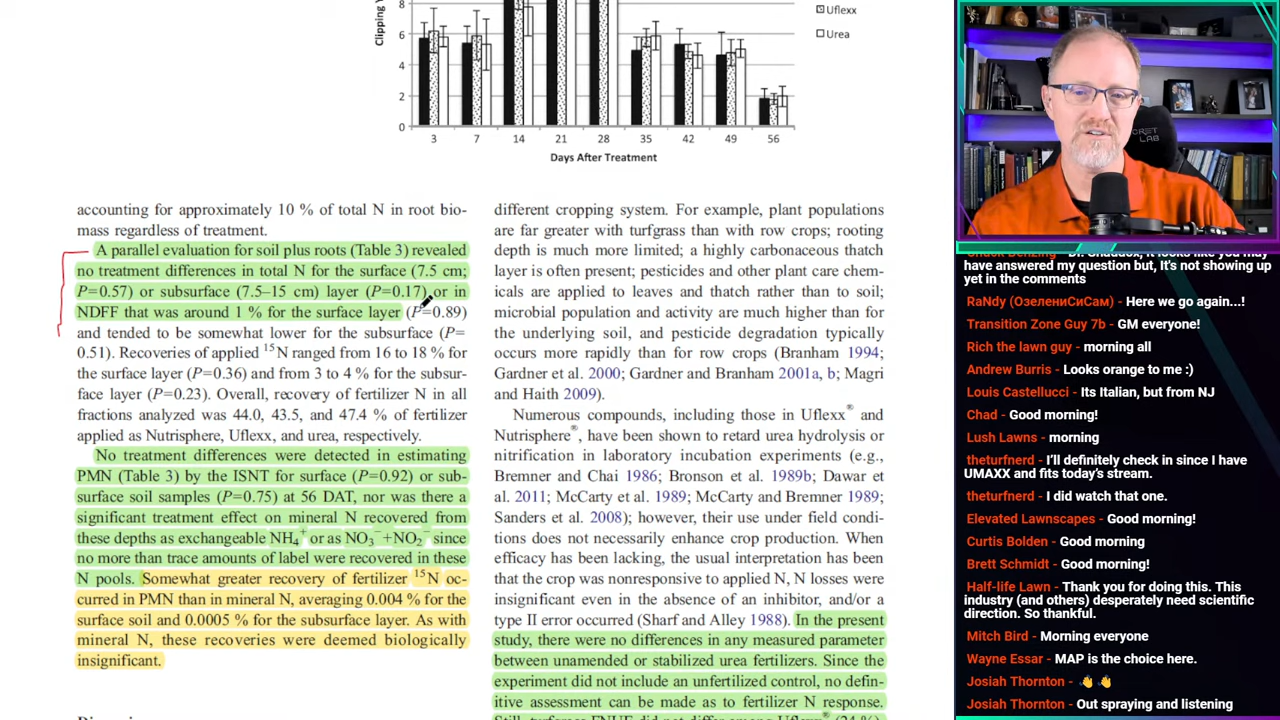 Clipping
8
6
4
2
0
3 7 14 21 28 35 42 49 56
Days After Treatment
Uflexx
Urea
accounting for approximately 10 % of total N in root bio-
mass regardless of treatment.
A parallel evaluation for soil plus roots (Table 3) revealed
no treatment differences in total N for the surface (7.5 cm;
P=0.57) or subsurface (7.5–15 cm) layer (P=0.17) or in
NDFF that was around 1 % for the surface layer (P=0.89)
and tended to be somewhat lower for the subsurface (P=
0.51). Recoveries of applied 15N ranged from 16 to 18 % for
the surface layer (P=0.36) and from 3 to 4 % for the subsur-
face layer (P=0.23). Overall, recovery of fertilizer N in all
fractions analyzed was 44.0, 43.5, and 47.4 % of fertilizer
applied as Nutrisphere, Uflexx, and urea, respectively.
No treatment differences were detected in estimating
PMN (Table 3) by the ISNT for surface (P=0.92) or sub-
surface soil samples (P=0.75) at 56 DAT, nor was there a
significant treatment effect on mineral N recovered from
these depths as exchangeable NH4+ or as NO3−+NO2− since
no more than trace amounts of label were recovered in these
N pools. Somewhat greater recovery of fertilizer 15N oc-
curred in PMN than in mineral N, averaging 0.004 % for the
surface soil and 0.0005 % for the subsurface layer. As with
mineral N, these recoveries were deemed biologically
insignificant.
different cropping system. For example, plant populations
are far greater with turfgrass than with row crops; rooting
depth is much more limited; a highly carbonaceous thatch
layer is often present; pesticides and other plant care chem-
icals are applied to leaves and thatch rather than to soil;
microbial population and activity are much higher than for
the underlying soil, and pesticide degradation typically
occurs more rapidly than for row crops (Branham 1994;
Gardner et al. 2000; Gardner and Branham 2001a, b; Magri
and Haith 2009).
Numerous compounds, including those in Uflexx® and
Nutrisphere®, have been shown to retard urea hydrolysis or
nitrification in laboratory incubation experiments (e.g.,
Bremner and Chai 1986; Bronson et al. 1989b; Dawar et
al. 2011; McCarty et al. 1989; McCarty and Bremner 1989;
Sanders et al. 2008); however, their use under field condi-
tions does not necessarily enhance crop production. When
efficacy has been lacking, the usual interpretation has been
that the crop was nonresponsive to applied N, N losses were
insignificant even in the absence of an inhibitor, and/or a
type II error occurred (Sharf and Alley 1988). In the present
study, there were no differences in any measured parameter
between unamended or stabilized urea fertilizers. Since the
experiment did not include an unfertilized control, no defin-
itive assessment can be made as to fertilizer N response.
LAB
have answered my question but, It's not showing up
yet in the comments
RaNdy (ОзелениСиСам) - Here we go again...!
Transition Zone Guy 7b - GM everyone!
Rich the lawn guy - morning all
Andrew Burris - Looks orange to me :)
Louis Castellucci - Its Italian, but from NJ
Chad - Good morning!
Lush Lawns - morning
theturfnerd - I'll definitely check in since I have
UMAXX and fits today's stream.
theturfnerd - I did watch that one.
Elevated Lawnscapes - Good morning!
Curtis Bolden - Good morning
Brett Schmidt - Good morning!
Half-life Lawn - Thank you for doing this. This
industry (and others) desperately need scientific
direction. So thankful.
Mitch Bird - Morning everyone
Wayne Essar - MAP is the choice here.
Josiah Thornton - 👋 👋
Josiah Thornton - Out spraying and listening